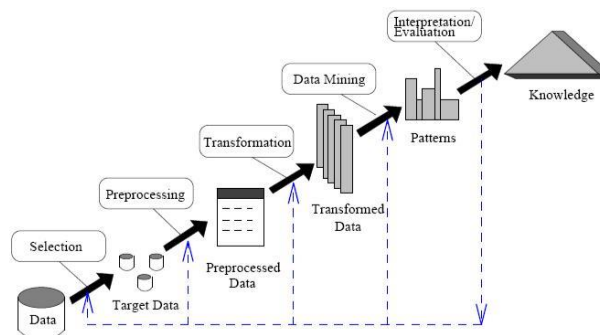 Interpretation/
Evaluation
Data Mining
Knowledge
Transformation
Patterns
Preprocessing
Transformed
Data
Selection
Preprocessed
Data
Target Data
Data